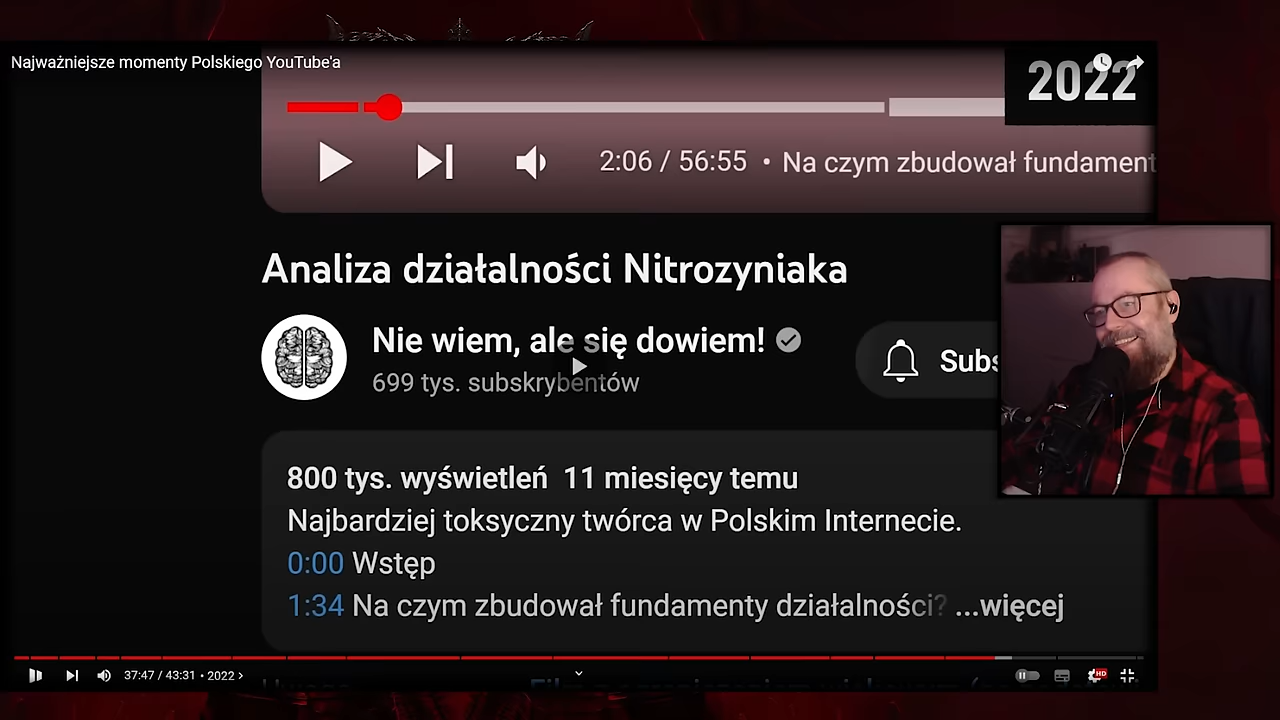 Najważniejsze momenty Polskiego YouTube'a
2022
2:06 / 56:55 • Na czym zbudował fundament
Analiza działalności Nitrozyniaka
Nie wiem, ale się dowiem!
699 tys. subskrybentów
Subs
800 tys. wyświetleń 11 miesięcy temu
Najbardziej toksyczny twórca w Polskim Internecie.
0:00 Wstęp
1:34 Na czym zbudował fundamenty działalności? ...więcej
37:47 / 43:31 • 2022
HD